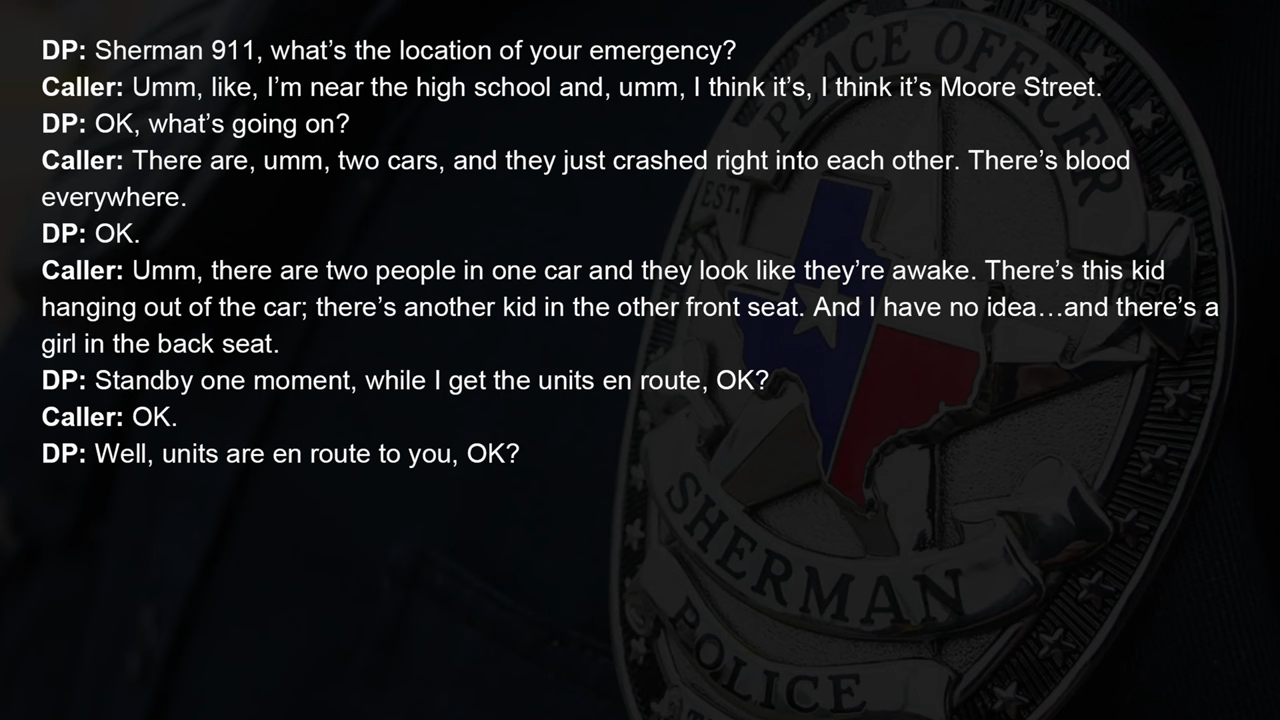 DP: Sherman 911, what’s the location of your emergency?
Caller: Umm, like, I’m near the high school and, umm, I think it’s, I think it’s Moore Street.
DP: OK, what’s going on?
Caller: There are, umm, two cars, and they just crashed right into each other. There’s blood
everywhere.
DP: OK.
Caller: Umm, there are two people in one car and they look like they’re awake. There’s this kid
hanging out of the car; there’s another kid in the other front seat. And I have no idea…and there’s a
girl in the back seat.
DP: Standby one moment, while I get the units en route, OK?
Caller: OK.
DP: Well, units are en route to you, OK?
PEACE OFFICER
EST.
SHERMAN
POLICE